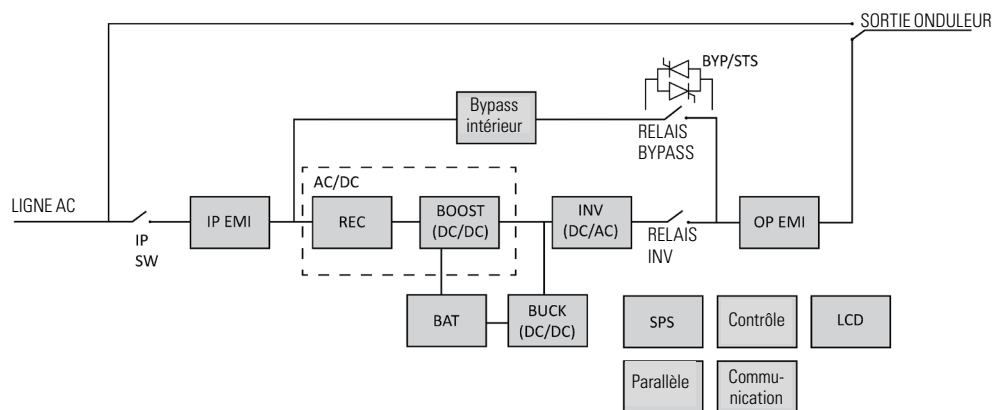 SORTIE ONDULEUR
BYP/STS
Bypass
intérieur
RELAIS
BYPASS
AC/DC
LIGNE AC
IP
SW
IP EMI
REC
BOOST
(DC/DC)
INV
(DC/AC)
RELAIS
INV
OP EMI
BAT
BUCK
(DC/DC)
SPS
Contrôle
LCD
Parallèle
Commu-
nication